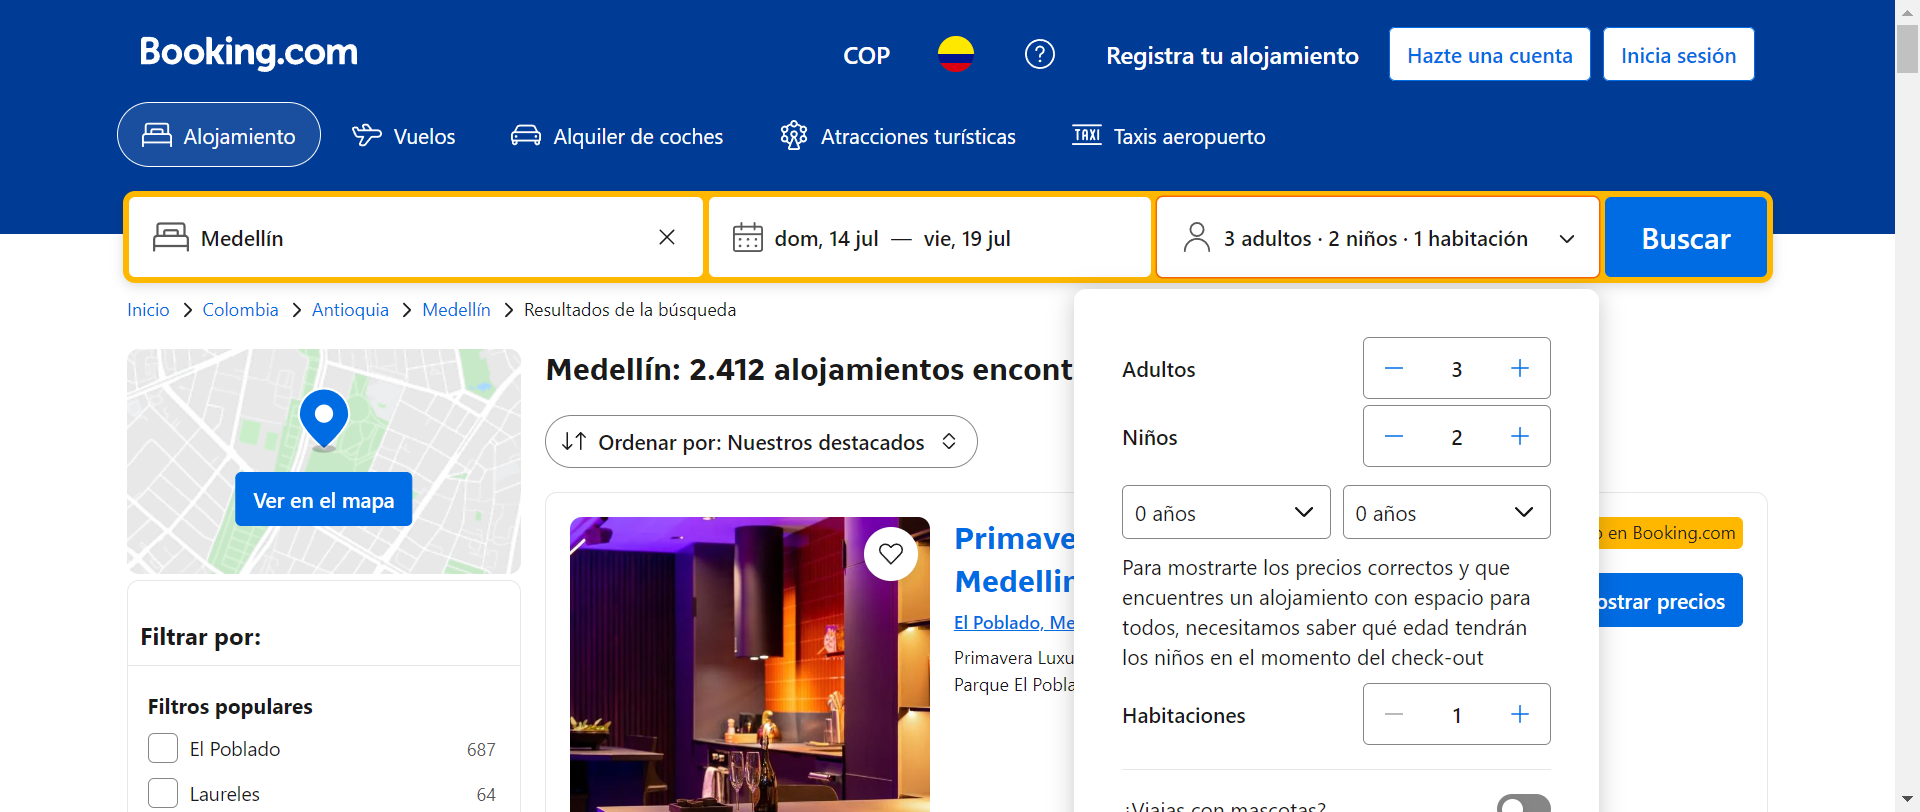 Booking.com
COP
Registra tu alojamiento
Hazte una cuenta
Inicia sesión
Alojamiento
Vuelos
Alquiler de coches
Atracciones turísticas
TAXI
Taxis aeropuerto
Medellín
dom, 14 jul — vie, 19 jul
3 adultos · 2 niños · 1 habitación
Buscar
Inicio
Colombia
Antioquia
Medellín
Resultados de la búsqueda
Ver en el mapa
Filtrar por:
Filtros populares
El Poblado 687
Laureles 64
Medellín: 2.412 alojamientos encont
Ordenar por: Nuestros destacados
Primave
Medellin
El Poblado, Me
Primavera Luxu
Parque El Pobla
Adultos 3
Niños 2
0 años 0 años
Para mostrarte los precios correctos y que
encuentres un alojamiento con espacio para
todos, necesitamos saber qué edad tendrán
los niños en el momento del check-out
Habitaciones 1
¿Viajas con mascotas?
en Booking.com
ostrar precios